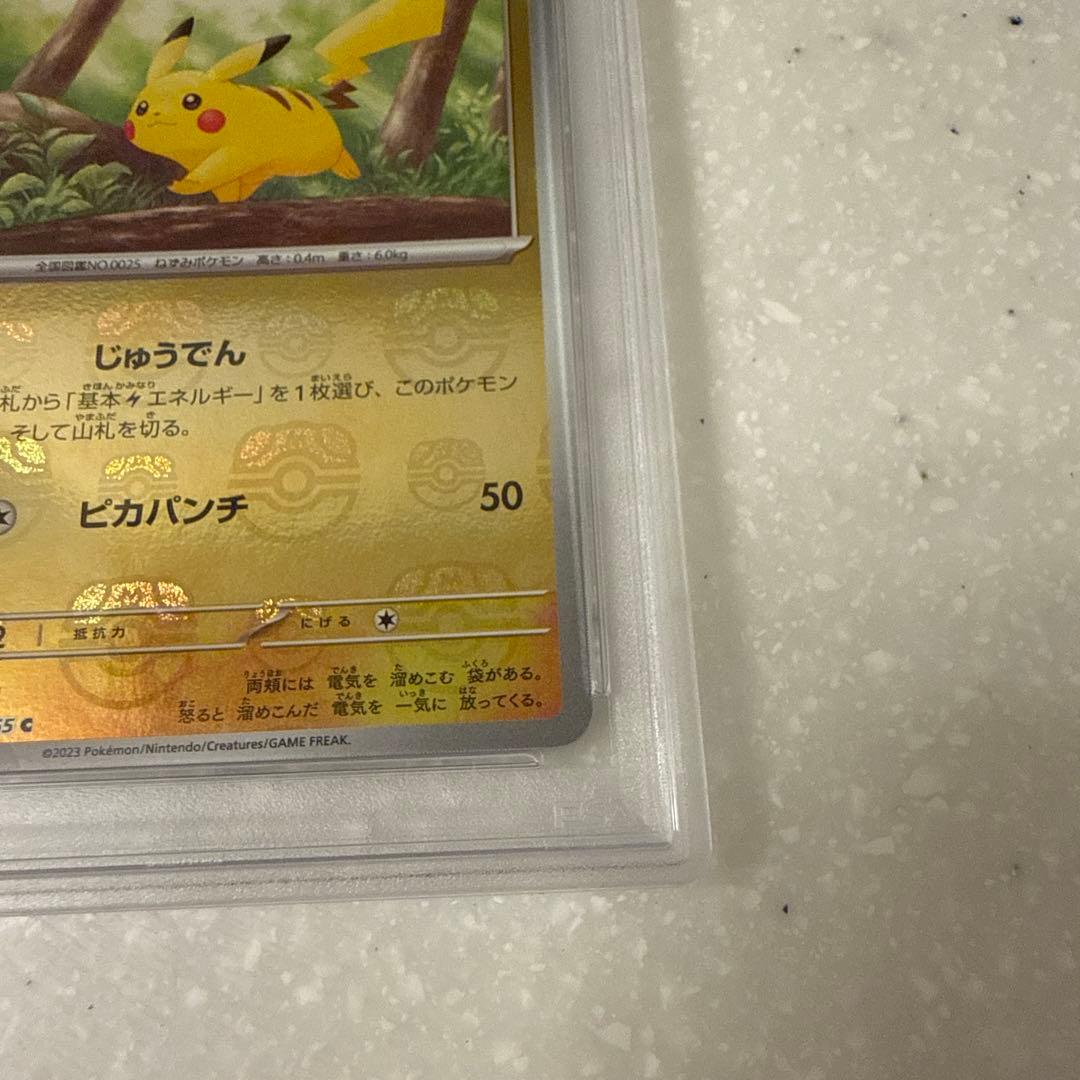 全国図鑑NO.0025 ねずみポケモン 高さ:0.4m 重さ:6.0kg
じゅうでん
札から「基本エネルギー」を1枚選び、このポケモン
そして山札を切る。
ピカパンチ 50
2 抵抗力 にげる
両頬には 電気を 溜めこむ 袋がある。
怒ると 溜めこんだ 電気を 一気に 放ってくる。
65 C
©2023 Pokémon/Nintendo/Creatures/GAME FREAK.